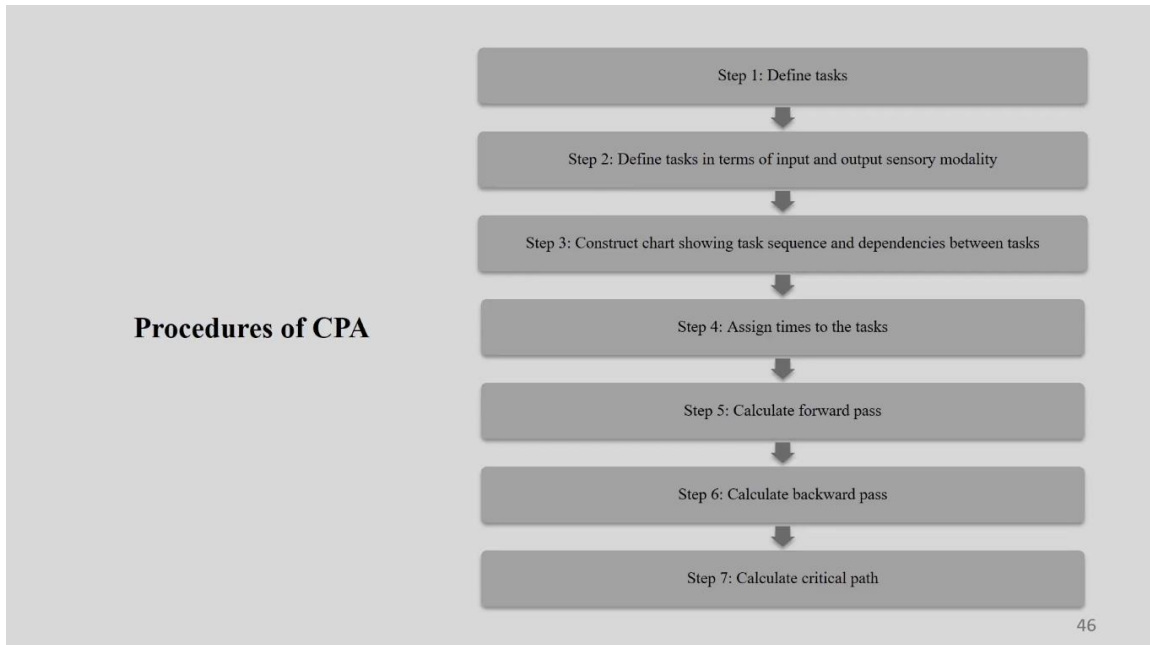 Procedures of CPA
Step 1: Define tasks
Step 2: Define tasks in terms of input and output sensory modality
Step 3: Construct chart showing task sequence and dependencies between tasks
Step 4: Assign times to the tasks
Step 5: Calculate forward pass
Step 6: Calculate backward pass
Step 7: Calculate critical path
46